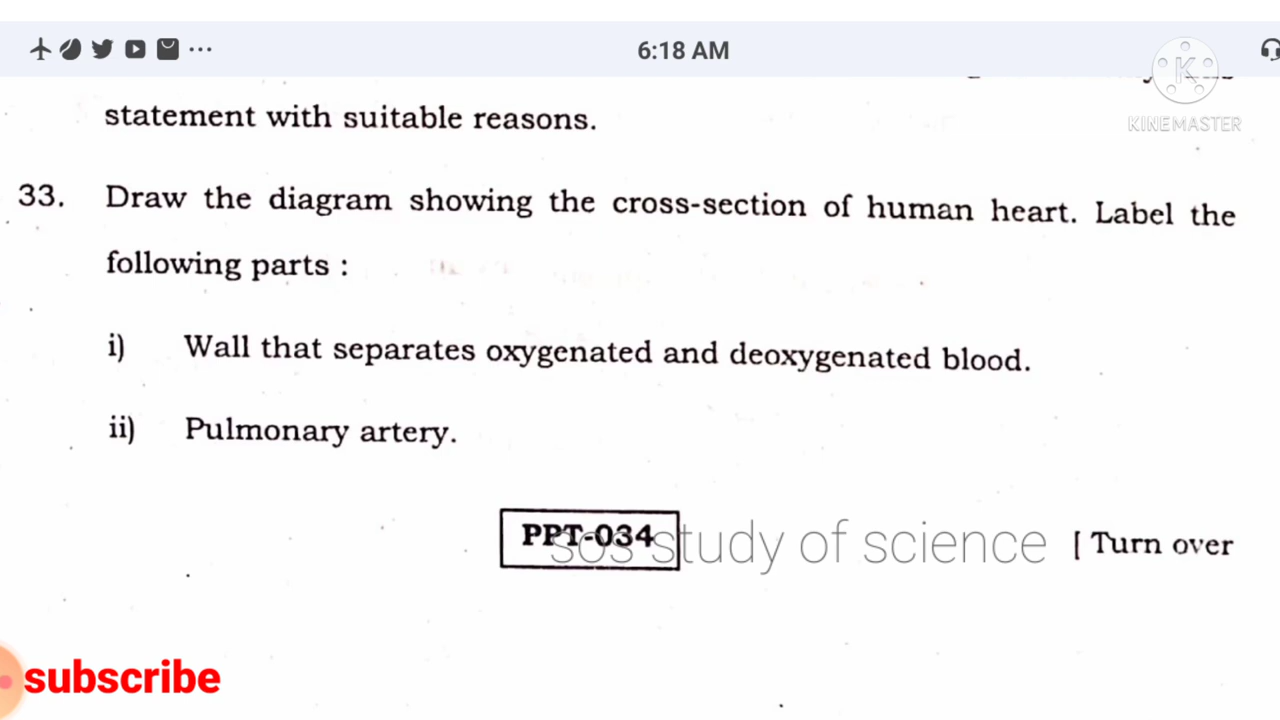 6:18 AM
KINEMASTER
statement with suitable reasons.
33. Draw the diagram showing the cross-section of human heart. Label the
following parts :
i) Wall that separates oxygenated and deoxygenated blood.
ii) Pulmonary artery.
PPT-034
sos study of science
[ Turn over
subscribe